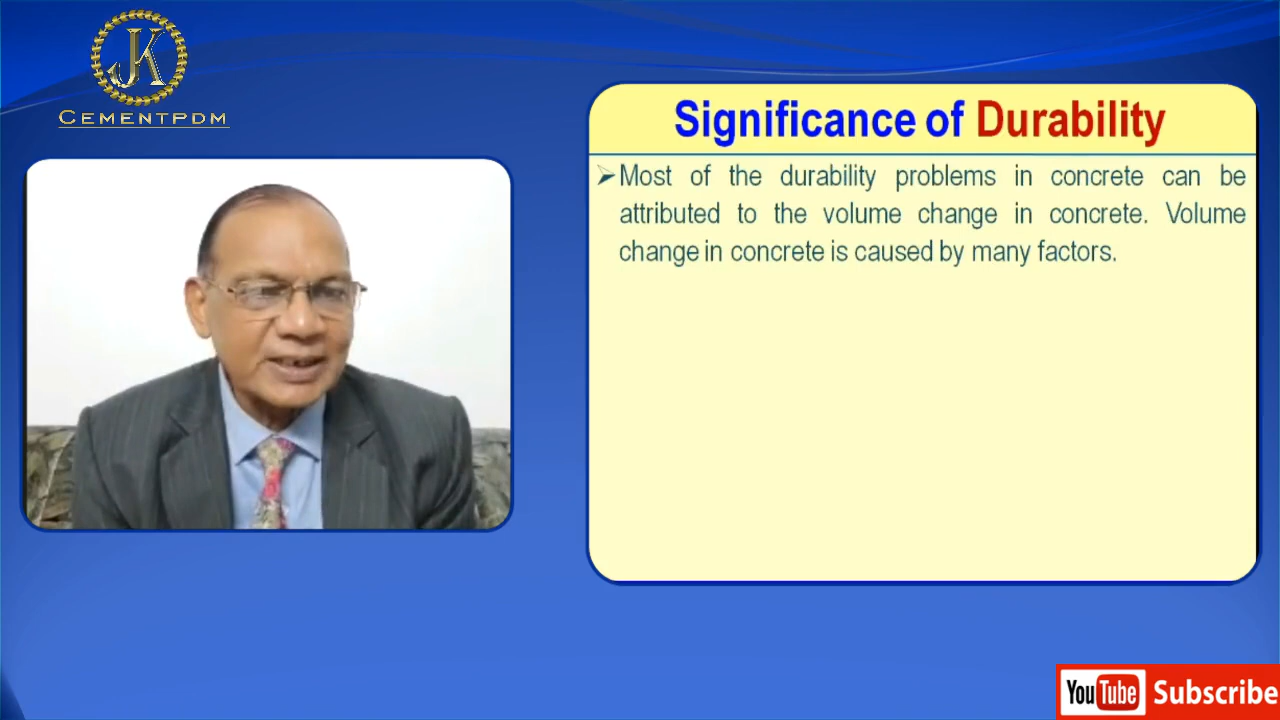 JK
CEMENTPDM
Significance of Durability
➢Most of the durability problems in concrete can be
attributed to the volume change in concrete. Volume
change in concrete is caused by many factors.
YouTube Subscribe